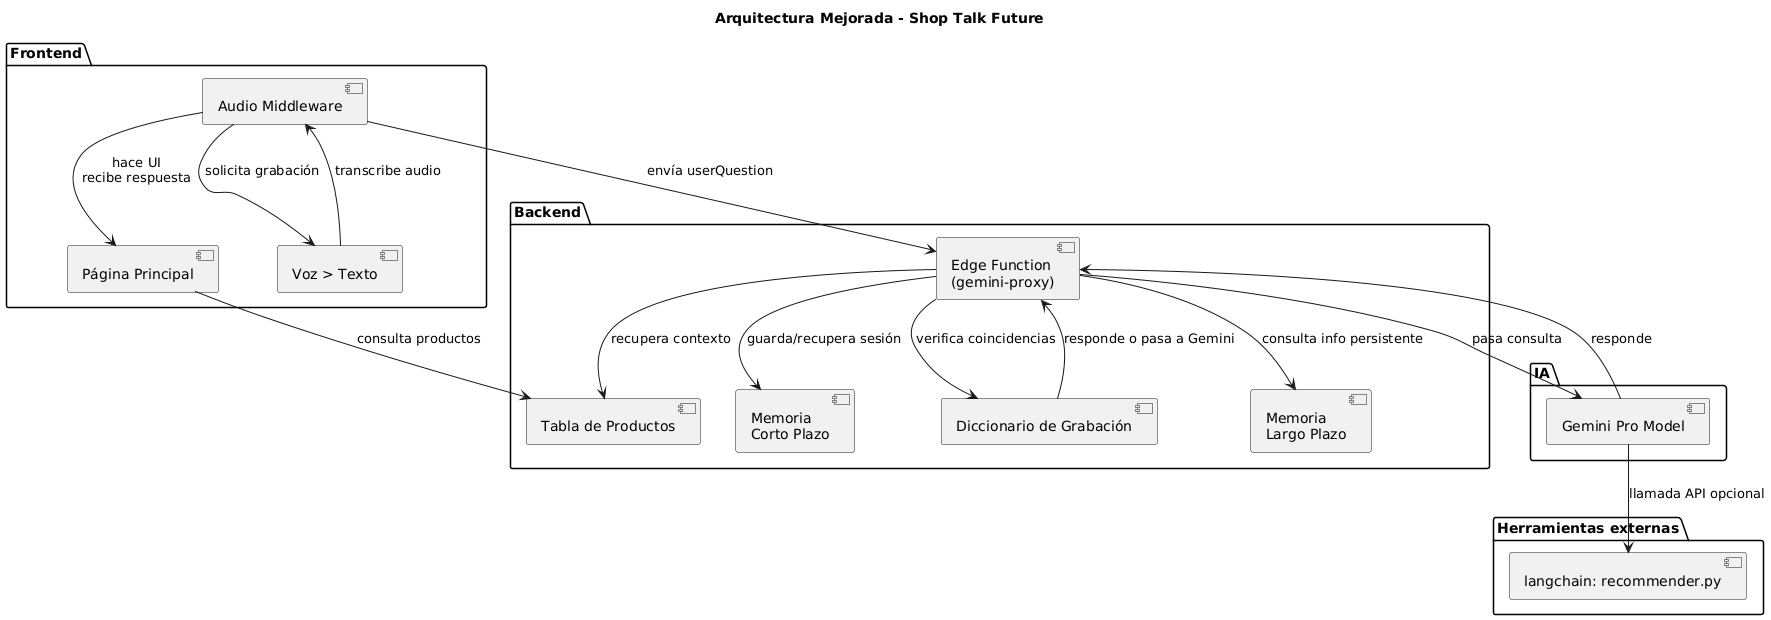 Arquitectura Mejorada - Shop Talk Future
Frontend
Audio Middleware
hace UI
recibe respuesta
solicita grabación
transcribe audio
envía userQuestion
Página Principal
Voz > Texto
Backend
Edge Function
(gemini-proxy)
consulta productos
recupera contexto
guarda/recupera sesión
verifica coincidencias
responde o pasa a Gemini
consulta info persistente
pasa consulta
responde
Tabla de Productos
Memoria
Corto Plazo
Diccionario de Grabación
Memoria
Largo Plazo
IA
Gemini Pro Model
llamada API opcional
Herramientas externas
langchain: recommender.py